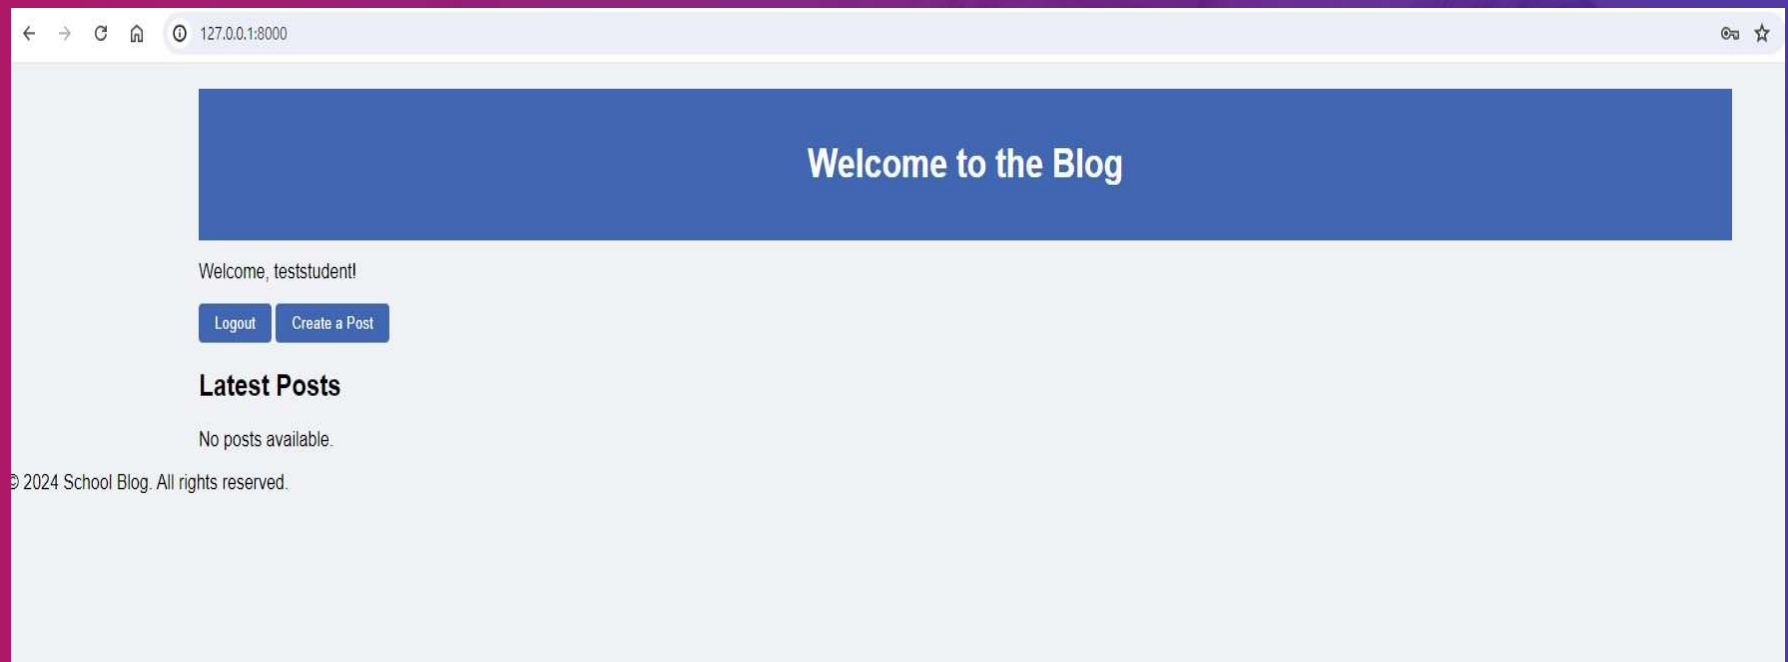 127.0.0.1:8000
Welcome to the Blog
Welcome, teststudent!
Logout Create a Post
Latest Posts
No posts available.
© 2024 School Blog. All rights reserved.